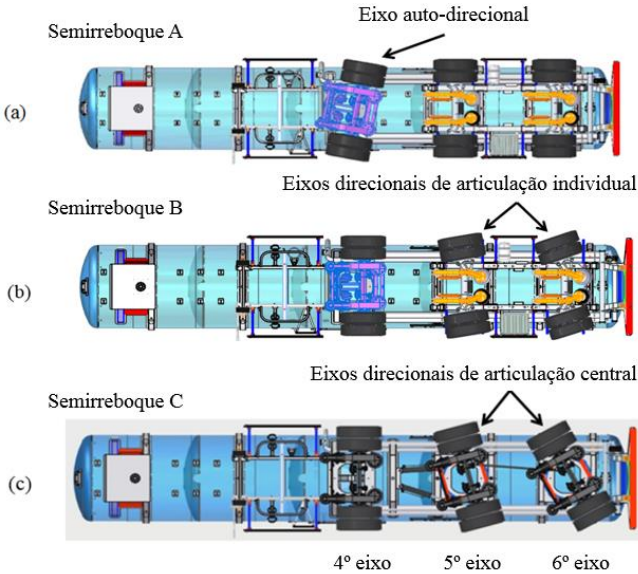 Eixo auto-direcional
Semirreboque A
(a)
Eixos direcionais de articulação individual
Semirreboque B
(b)
Eixos direcionais de articulação central
Semirreboque C
(c)
4º eixo 5º eixo 6º eixo